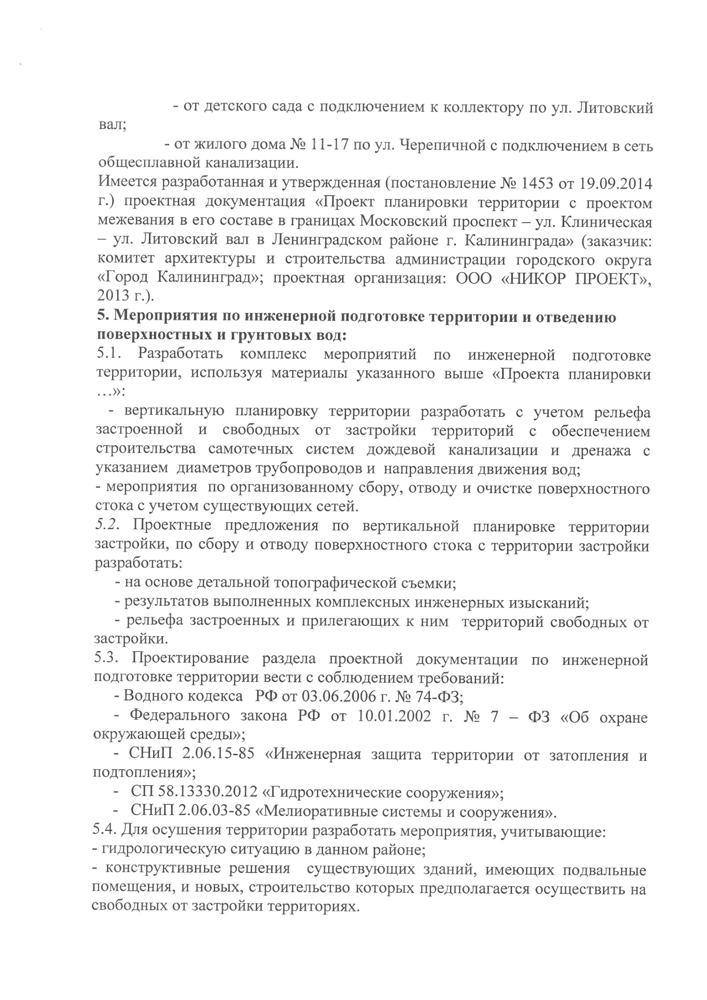 - от детского сада с подключением к коллектору по ул. Литовский
вал;
- от жилого дома № 11-17 по ул. Черепичной с подключением в сеть
общесплавной канализации.
Имеется разработанная и утвержденная (постановление № 1453 от 19.09.2014
г.) проектная документация «Проект планировки территории с проектом
межевания в его составе в границах Московский проспект – ул. Клиническая
– ул. Литовский вал в Ленинградском районе г. Калининграда» (заказчик:
комитет архитектуры и строительства администрации городского округа
«Город Калининград»; проектная организация: ООО «НИКОР ПРОЕКТ»,
2013 г.).
5. Мероприятия по инженерной подготовке территории и отведению
поверхностных и грунтовых вод:
5.1. Разработать комплекс мероприятий по инженерной подготовке
территории, используя материалы указанного выше «Проекта планировки
…»:
- вертикальную планировку территории разработать с учетом рельефа
застроенной и свободных от застройки территорий с обеспечением
строительства самотечных систем дождевой канализации и дренажа с
указанием диаметров трубопроводов и направления движения вод;
- мероприятия по организованному сбору, отводу и очистке поверхностного
стока с учетом существующих сетей.
5.2. Проектные предложения по вертикальной планировке территории
застройки, по сбору и отводу поверхностного стока с территории застройки
разработать:
- на основе детальной топографической съемки;
- результатов выполненных комплексных инженерных изысканий;
- рельефа застроенных и прилегающих к ним территорий свободных от
застройки.
5.3. Проектирование раздела проектной документации по инженерной
подготовке территории вести с соблюдением требований:
- Водного кодекса РФ от 03.06.2006 г. № 74-ФЗ;
- Федерального закона РФ от 10.01.2002 г. № 7 – ФЗ «Об охране
окружающей среды»;
- СНиП 2.06.15-85 «Инженерная защита территории от затопления и
подтопления»;
- СП 58.13330.2012 «Гидротехнические сооружения»;
- СНиП 2.06.03-85 «Мелиоративные системы и сооружения».
5.4. Для осушения территории разработать мероприятия, учитывающие:
- гидрологическую ситуацию в данном районе;
- конструктивные решения существующих зданий, имеющих подвальные
помещения, и новых, строительство которых предполагается осуществить на
свободных от застройки территориях.